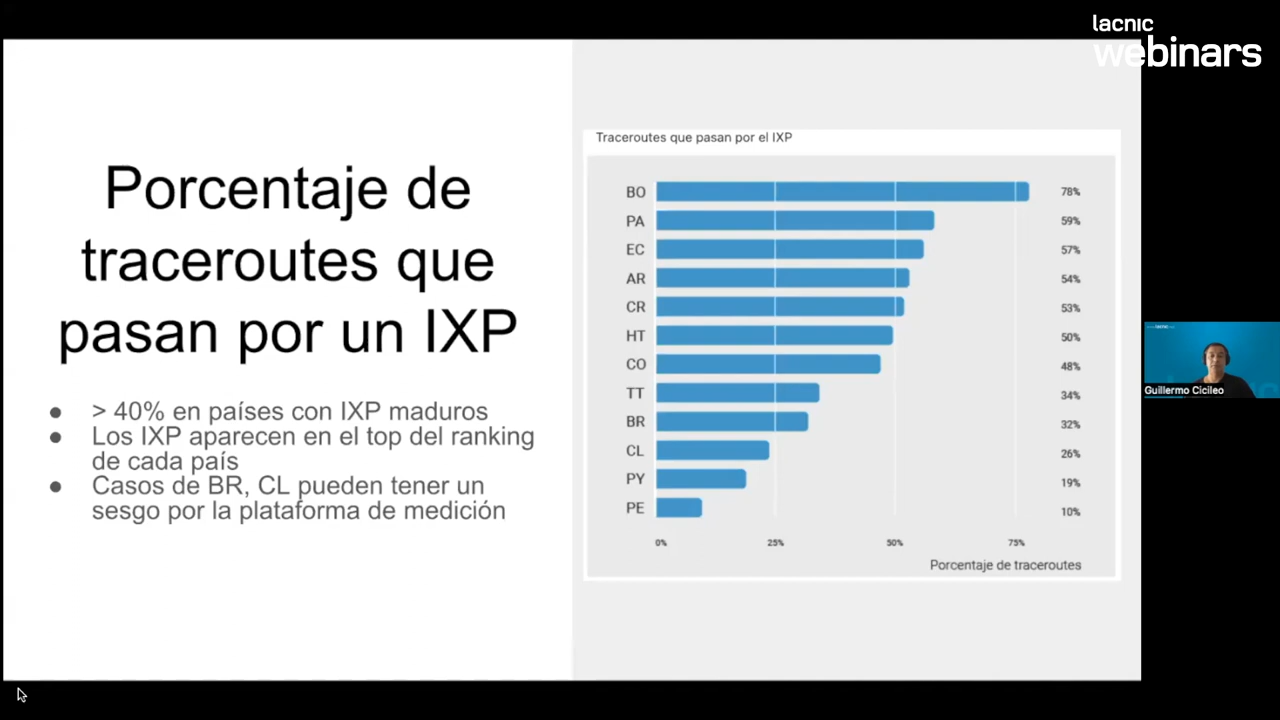 lacnic
webinars
Porcentaje de
traceroutes que
pasan por un IXP
● > 40% en países con IXP maduros
● Los IXP aparecen en el top del ranking
de cada país
● Casos de BR, CL pueden tener un
sesgo por la plataforma de medición
Traceroutes que pasan por el IXP
BO 78%
PA 59%
EC 57%
AR 54%
CR 53%
HT 50%
CO 48%
TT 34%
BR 32%
CL 26%
PY 19%
PE 10%
0% 25% 50% 75%
Porcentaje de traceroutes
lacnic
Guillermo Cicileo